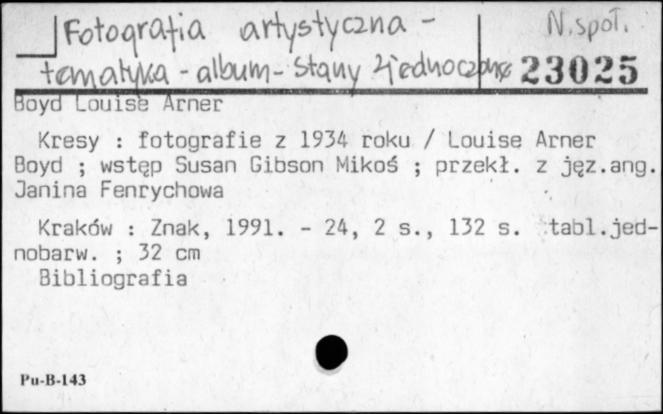 Fotografia artystyczna - N. społ.
tematyka - album - Stany Zjednoczone 23025
Boyd Louise Arner
Kresy : fotografie z 1934 roku / Louise Arner
Boyd ; wstęp Susan Gibson Mikoś ; przekł. z jęz.ang.
Janina Fenrychowa
Kraków : Znak, 1991. - 24, 2 s., 132 s. tabl.jed-
nobarw. ; 32 cm
Bibliografia
Pu-B-143